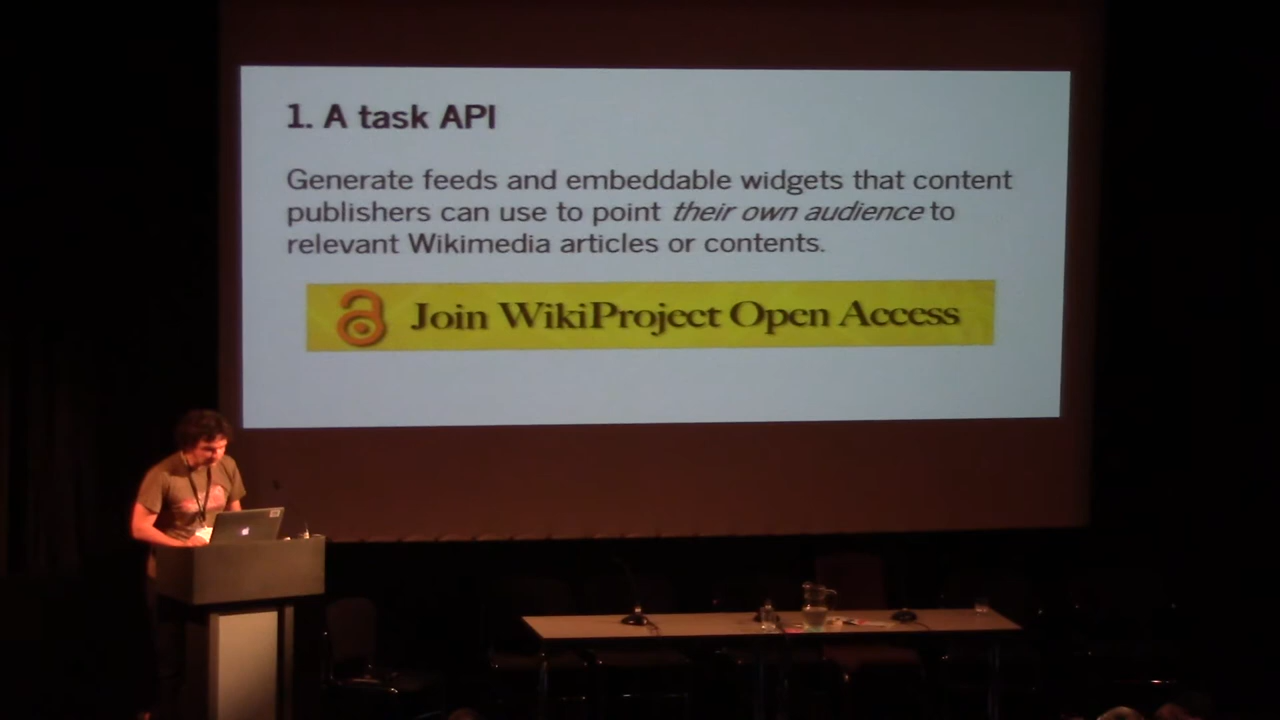 1. A task API
Generate feeds and embeddable widgets that content
publishers can use to point their own audience to
relevant Wikimedia articles or contents.
Join WikiProject Open Access